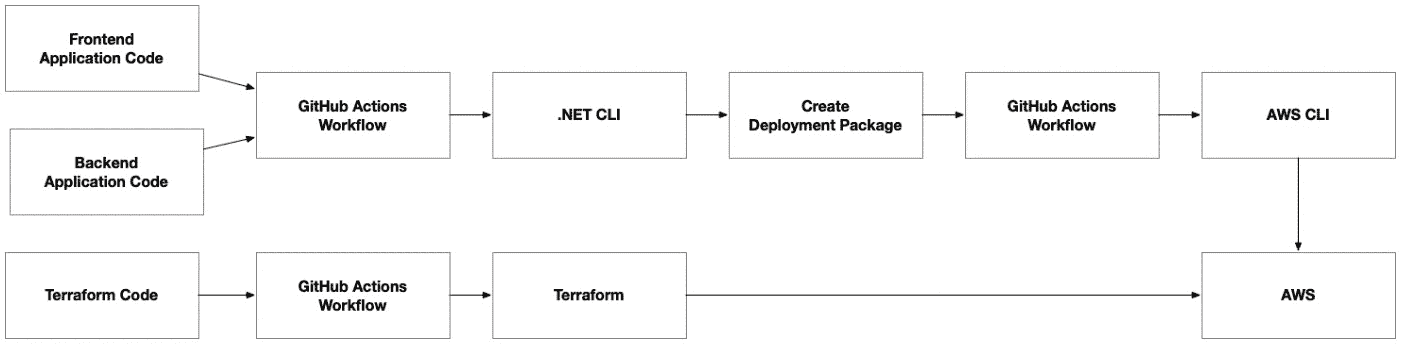 Frontend
Application Code
Backend
Application Code
GitHub Actions
Workflow
.NET CLI
Create
Deployment Package
GitHub Actions
Workflow
AWS CLI
Terraform Code
GitHub Actions
Workflow
Terraform
AWS